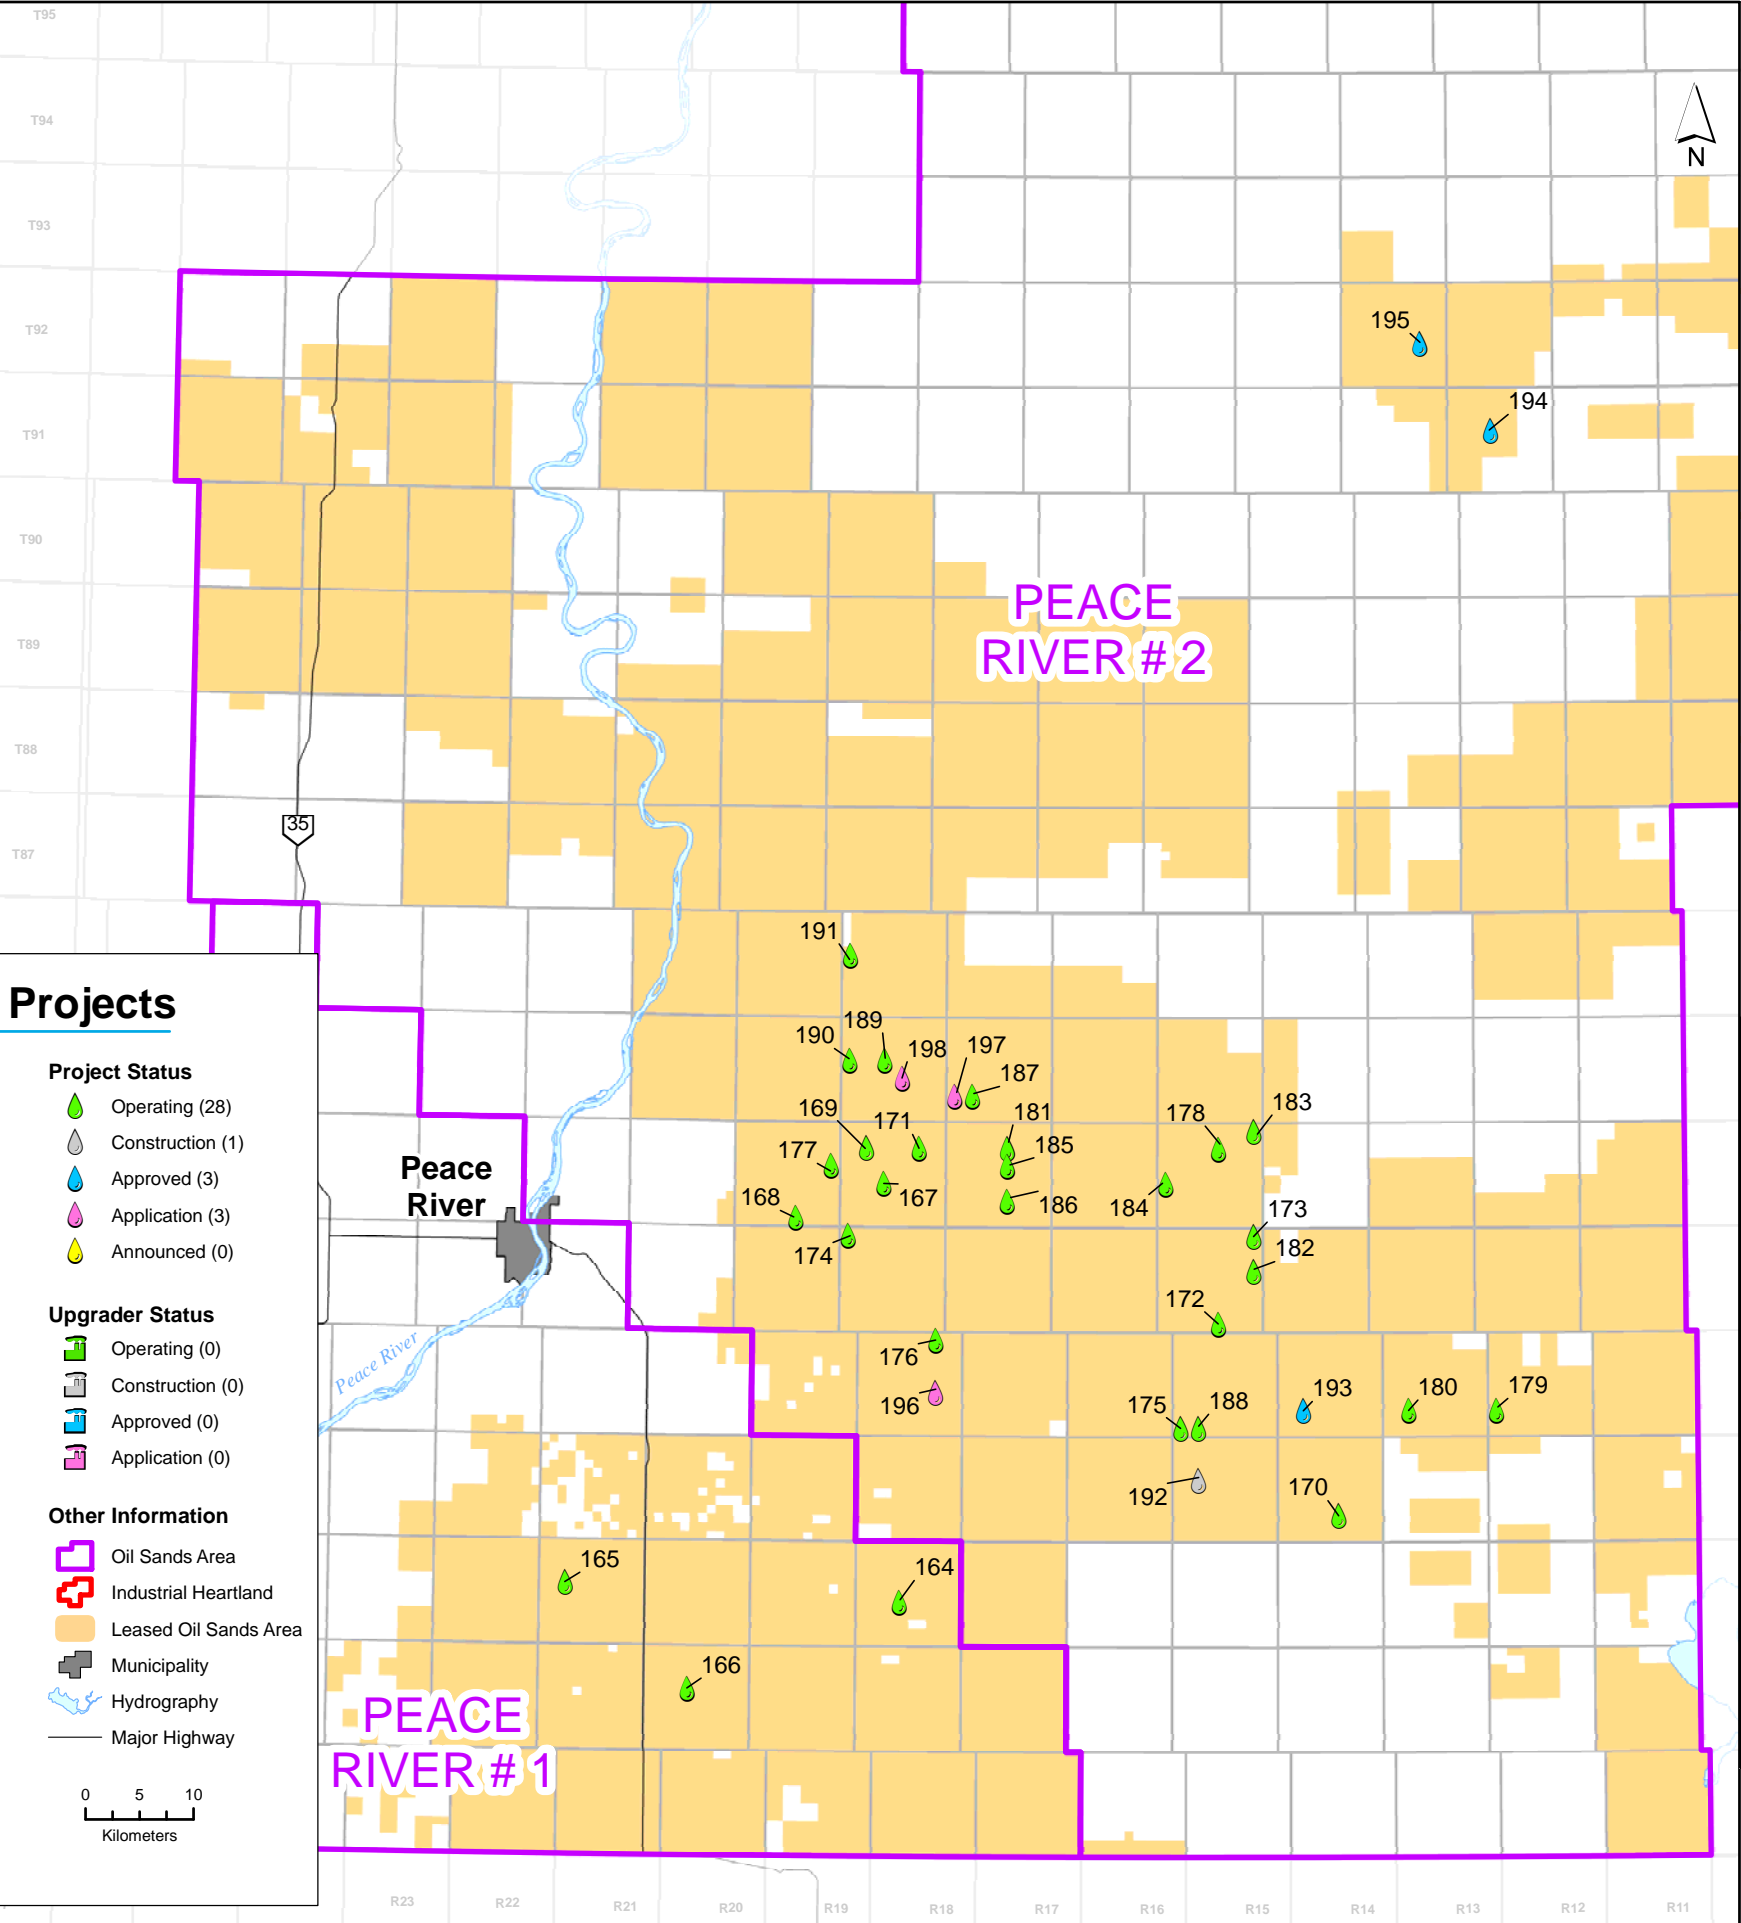 T95
T94
N
T93
195
T92
194
T91
T90
PEACE
RIVER # 2
T89
T88
35
T87
191
189
190
198
197
187
169
171
181
178
183
177
185
167
168
186
184
173
174
182
172
176
196
175
188
193
180
179
192
170
165
164
166
Peace
River
Peace River
PEACE
RIVER # 1
Projects
Project Status
Operating (28)
Construction (1)
Approved (3)
Application (3)
Announced (0)
Upgrader Status
Operating (0)
Construction (0)
Approved (0)
Application (0)
Other Information
Oil Sands Area
Industrial Heartland
Leased Oil Sands Area
Municipality
Hydrography
Major Highway
0 5 10
Kilometers
R23 R22 R21 R20 R19 R18 R17 R16 R15 R14 R13 R12 R11